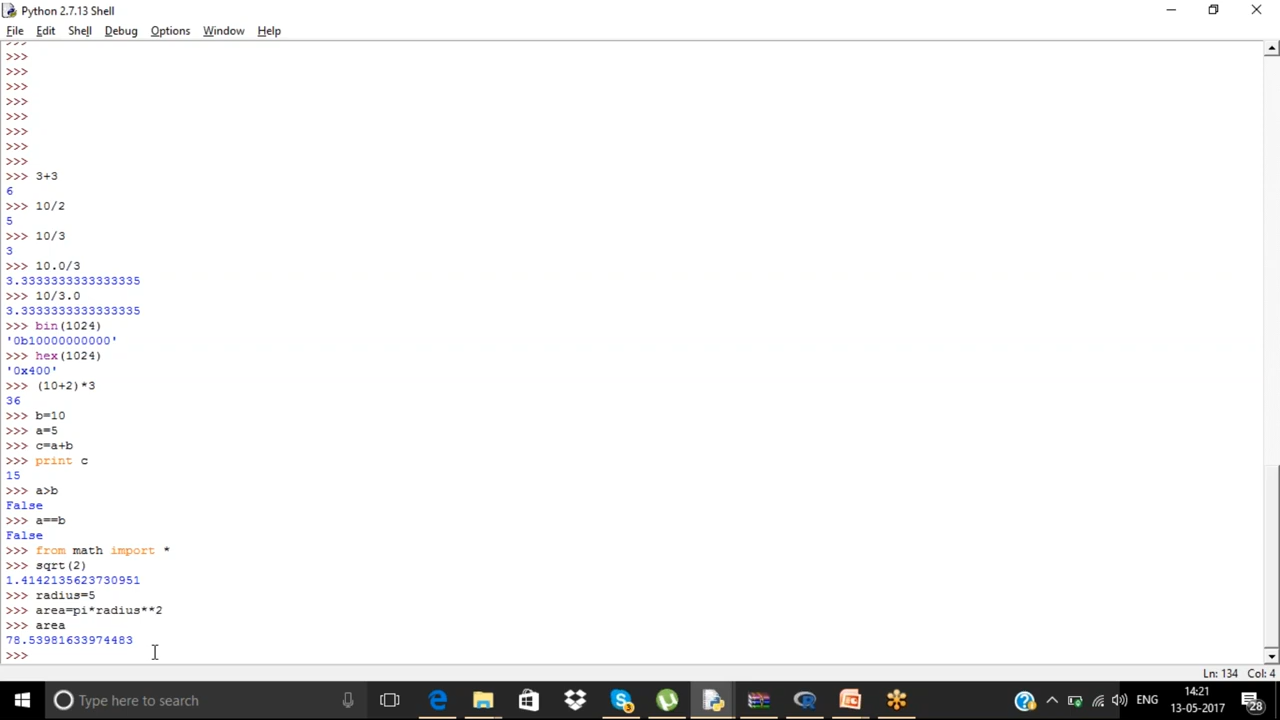 Python 2.7.13 Shell
File Edit Shell Debug Options Window Help
>>>
>>>
>>>
>>>
>>>
>>>
>>>
>>>
>>>
>>> 3+3
6
>>> 10/2
5
>>> 10/3
3
>>> 10.0/3
3.3333333333333335
>>> 10/3.0
3.3333333333333335
>>> bin(1024)
'0b10000000000'
>>> hex(1024)
'0x400'
>>> (10+2)*3
36
>>> b=10
>>> a=5
>>> c=a+b
>>> print c
15
>>> a>b
False
>>> a==b
False
>>> from math import *
>>> sqrt(2)
1.4142135623730951
>>> radius=5
>>> area=pi*radius**2
>>> area
78.53981633974483
>>>
Ln: 134 Col: 4
Type here to search
ENG
14:21
13-05-2017
28